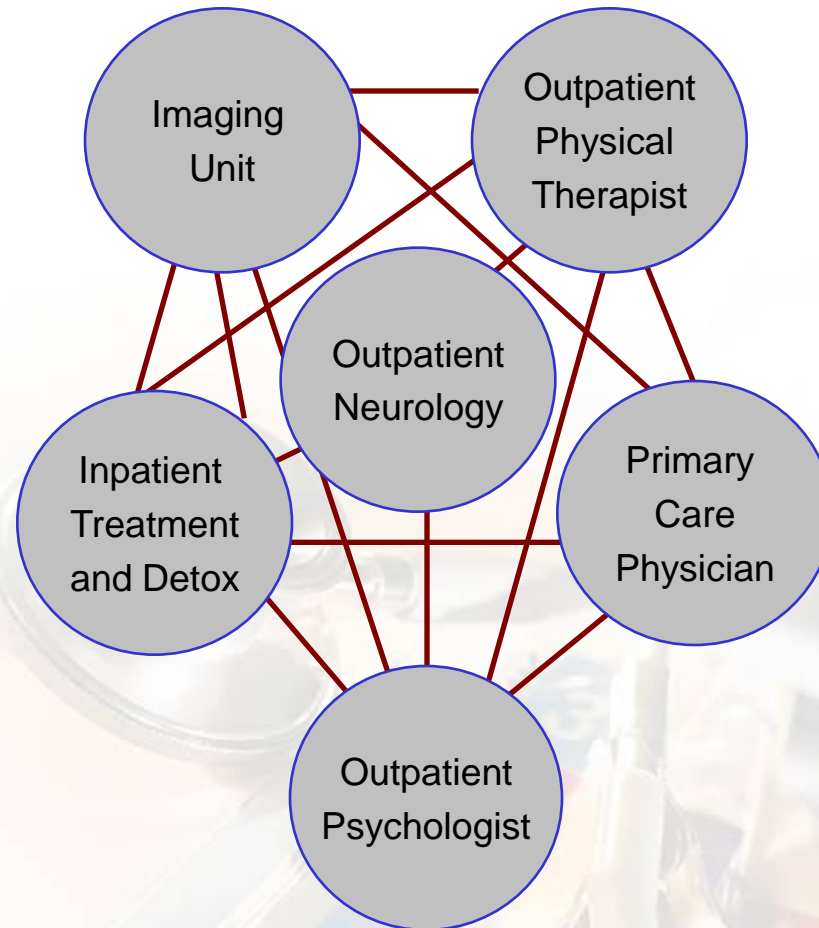 Imaging
Unit
Outpatient
Physical
Therapist
Outpatient
Neurology
Inpatient
Treatment
and Detox
Primary
Care
Physician
Outpatient
Psychologist